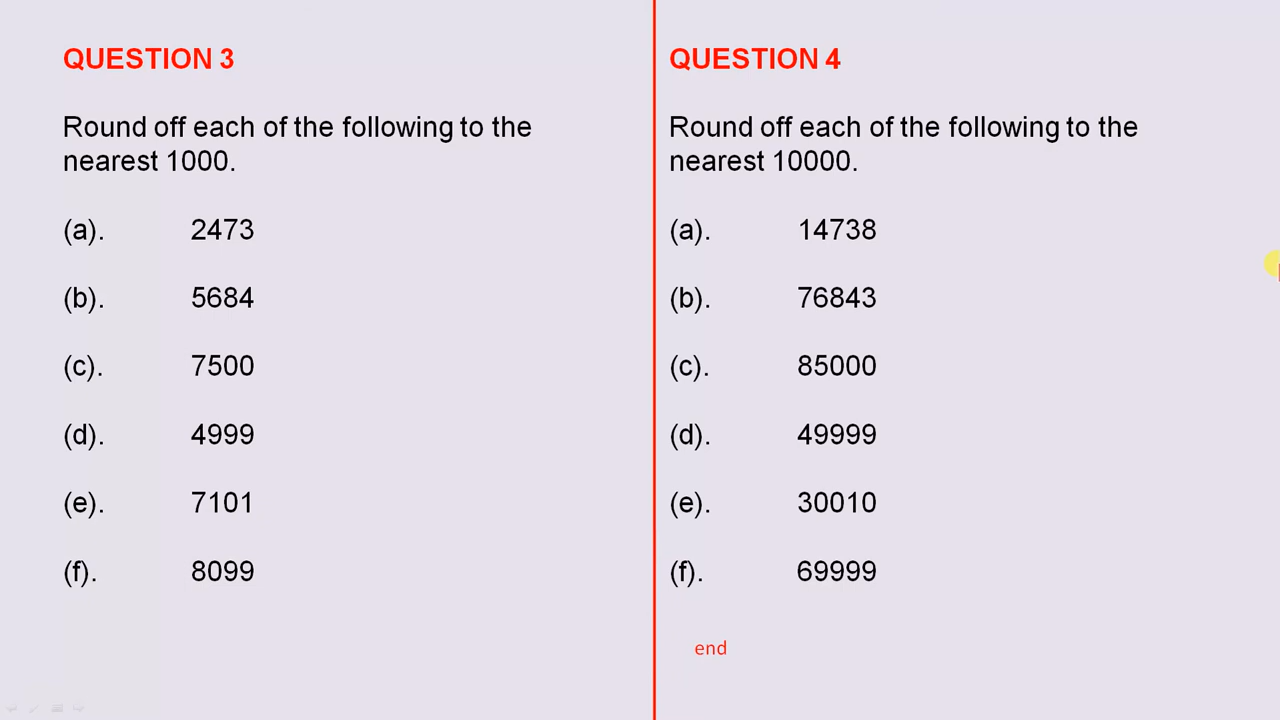 QUESTION 3
Round off each of the following to the
nearest 1000.
(a). 2473
(b). 5684
(c). 7500
(d). 4999
(e). 7101
(f). 8099
QUESTION 4
Round off each of the following to the
nearest 10000.
(a). 14738
(b). 76843
(c). 85000
(d). 49999
(e). 30010
(f). 69999
end